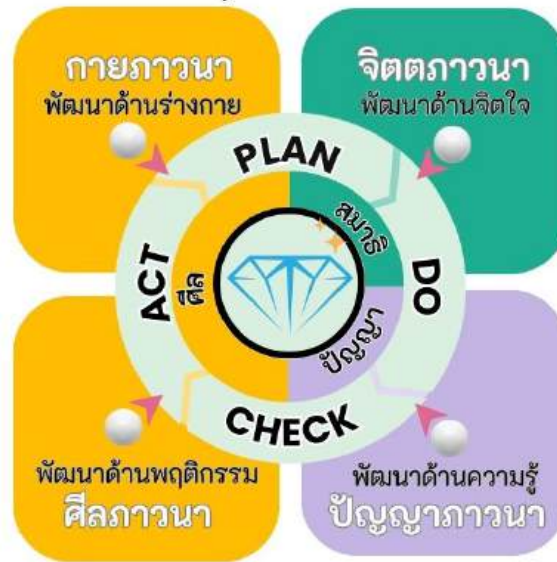 กายภาวนา
พัฒนาด้านร่างกาย
จิตตภาวนา
พัฒนาด้านจิตใจ
PLAN
DO
CHECK
ACT
ศีล
สมาธิ
ปัญญา
พัฒนาด้านพฤติกรรม
ศีลภาวนา
พัฒนาด้านความรู้
ปัญญาภาวนา